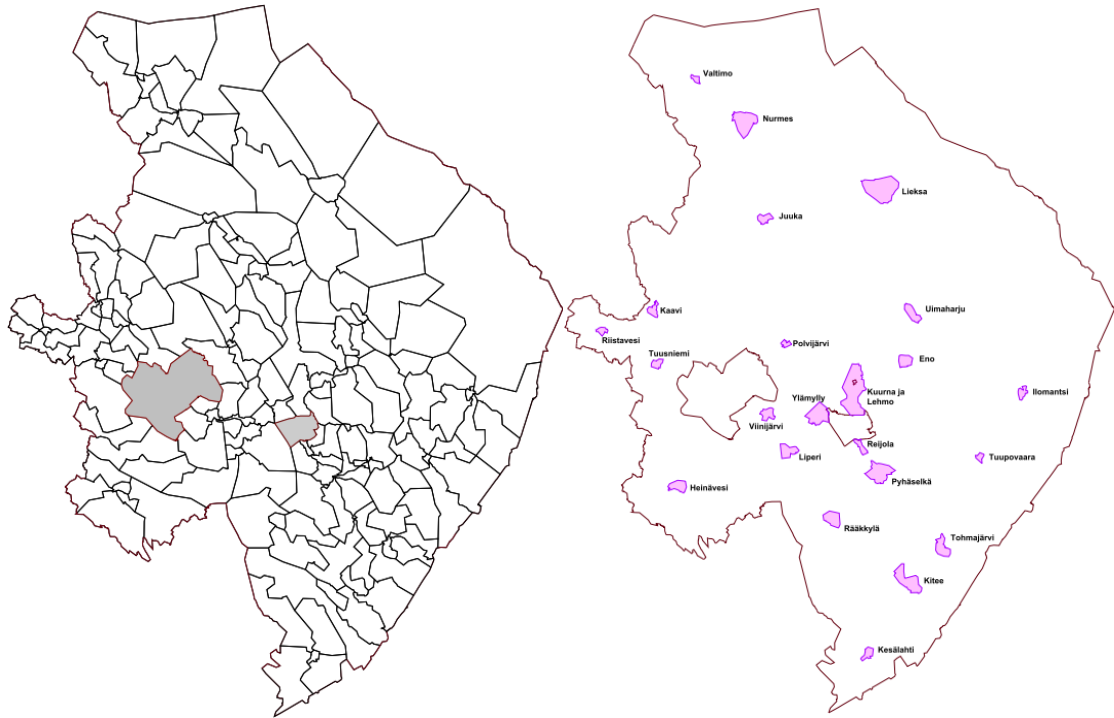 Valtimo
Nurmes
Lieksa
Juuka
Kaavi
Uimaharju
Riistavesi
Polvijärvi
Tuusniemi
Eno
Kuurna ja
Lehmo
Ilomantsi
Ylämylly
Viinijärvi
Reijola
Liperi
Tuupovaara
Pyhäselkä
Heinävesi
Rääkkylä
Tohmajärvi
Kitee
Kesälahti